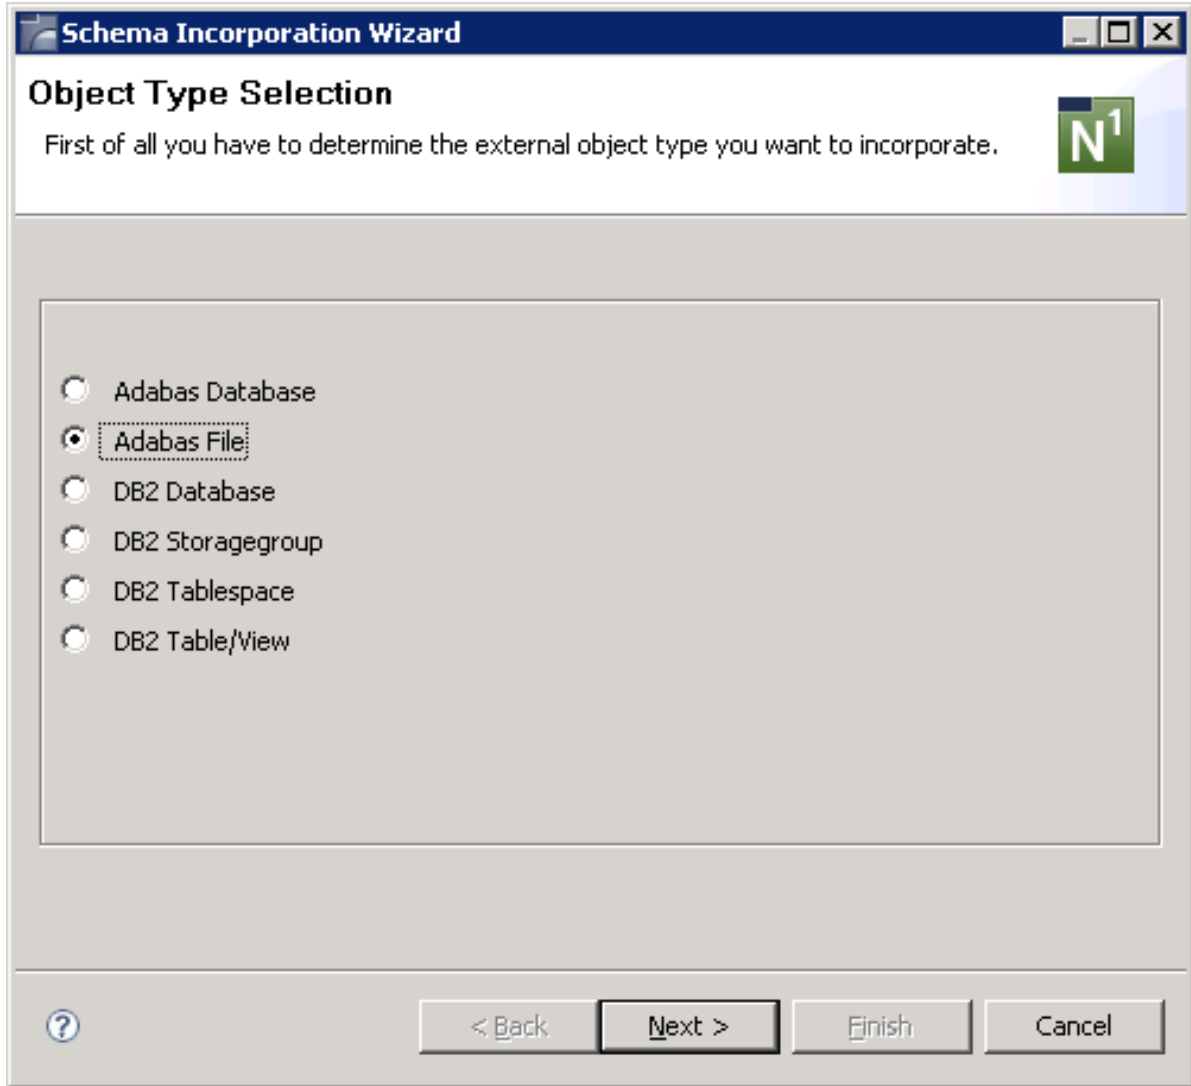 Schema Incorporation Wizard
Object Type Selection
First of all you have to determine the external object type you want to incorporate.
N1
Adabas Database
Adabas File
DB2 Database
DB2 Storagegroup
DB2 Tablespace
DB2 Table/View
?
< Back
Next >
Finish
Cancel